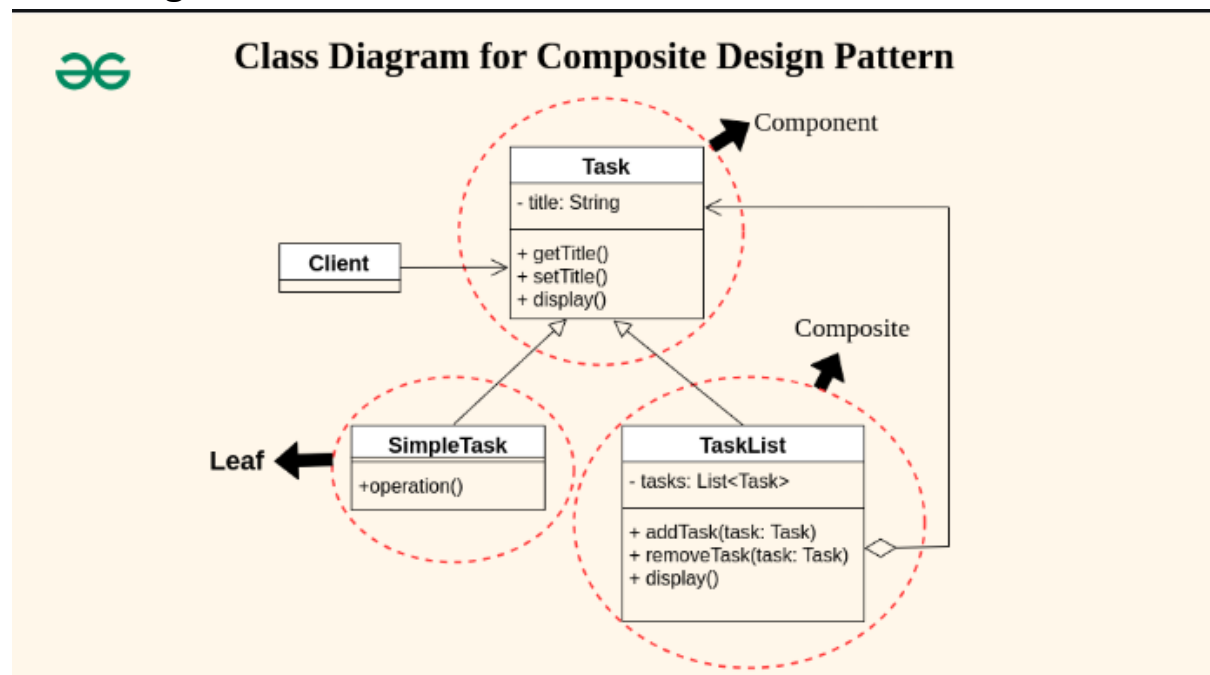 Class Diagram for Composite Design Pattern
Component
Task
- title: String
+ getTitle()
+ setTitle()
+ display()
Client
Composite
SimpleTask
+operation()
Leaf
TaskList
- tasks: List<Task>
+ addTask(task: Task)
+ removeTask(task: Task)
+ display()